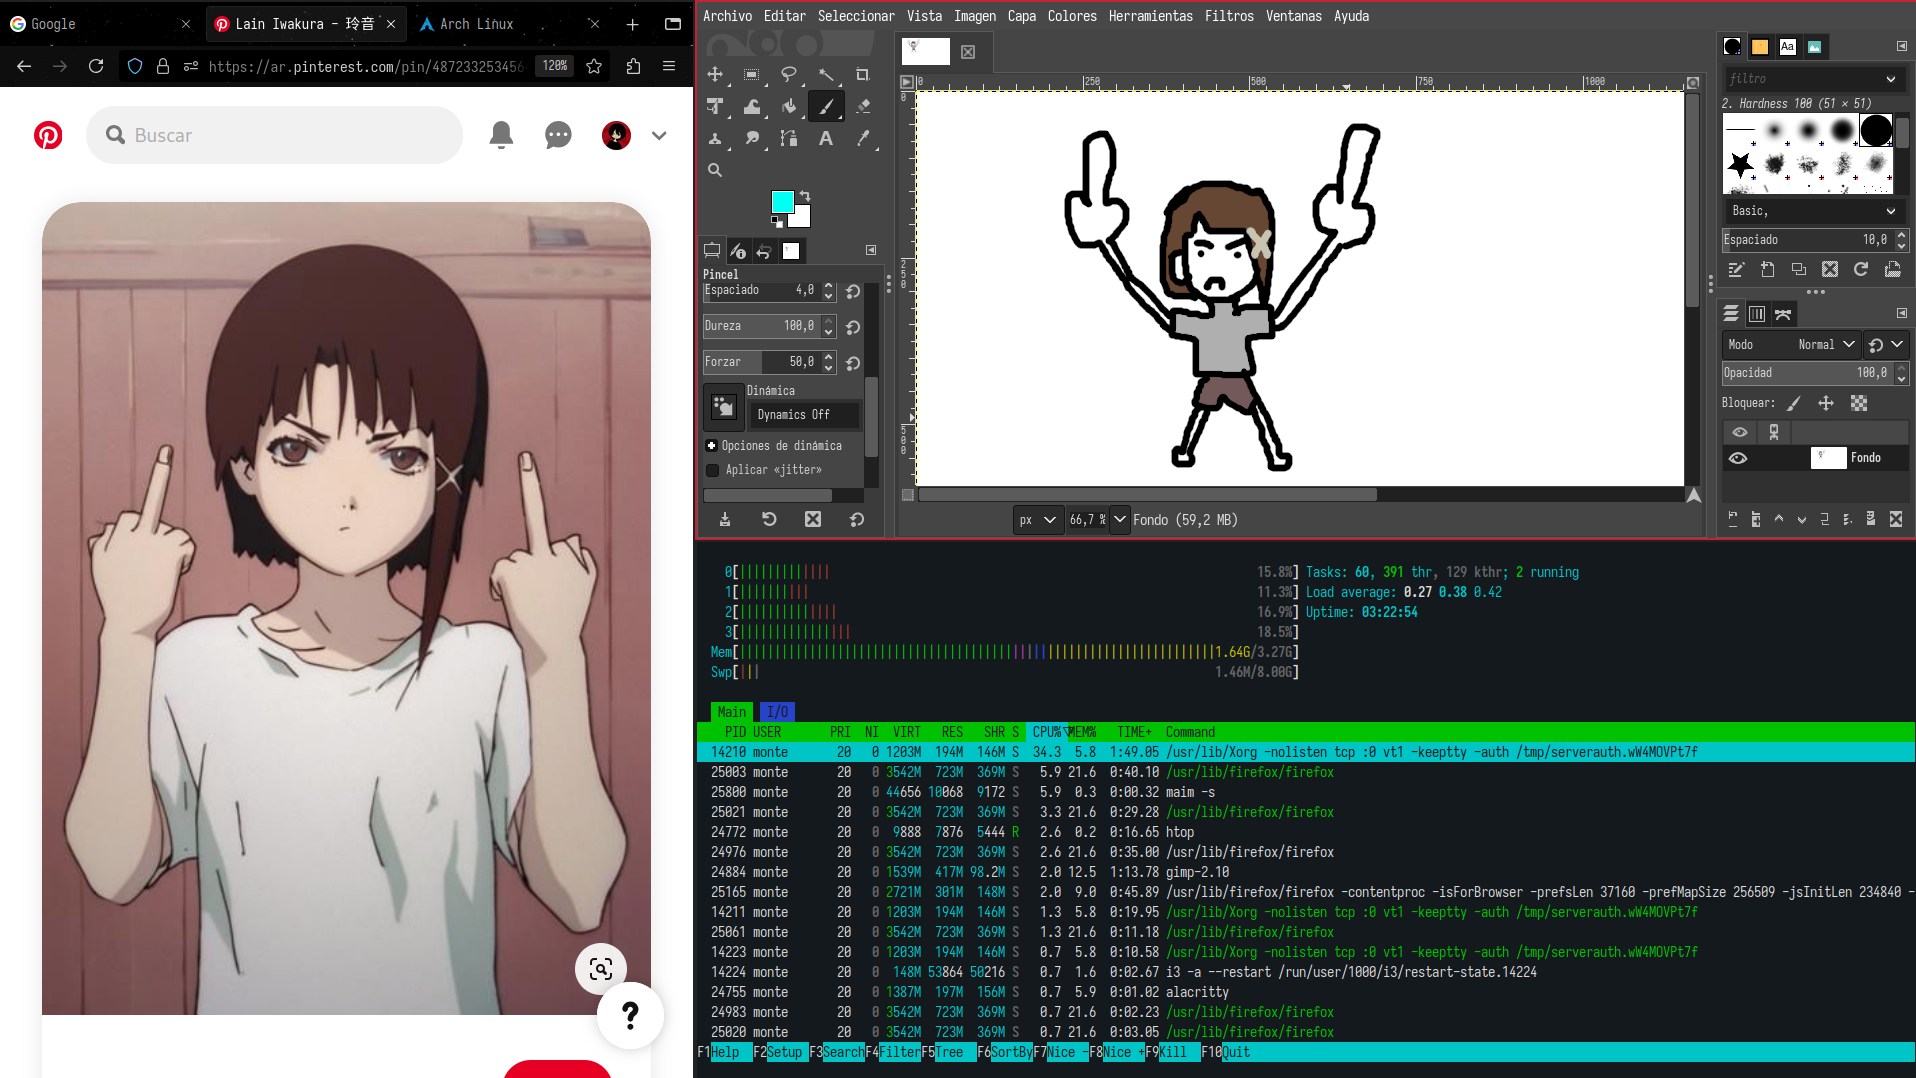 Google
Lain Iwakura - 玲音
Arch Linux
https://ar.pinterest.com/pin/487233253456
120%
Buscar
?
Archivo Editar Seleccionar Vista Imagen Capa Colores Herramientas Filtros Ventanas Ayuda
0 250 500 750 1000
0
250
500
Pincel
Espaciado 4,0
Dureza 100,0
Forzar 50,0
Dinámica
Dynamics Off
Opciones de dinámica
Aplicar «jitter»
px 66,7 % Fondo (59,2 MB)
Aa
filtro
2. Hardness 100 (51 × 51)
Basic,
Espaciado 10,0
Modo Normal
Opacidad 100,0
Bloquear:
Fondo
0[ 15.8%] Tasks: 60, 391 thr, 129 kthr; 2 running
1[ 11.3%] Load average: 0.27 0.38 0.42
2[ 16.9%] Uptime: 03:22:54
3[ 18.5%]
Mem[ 1.64G/3.27G]
Swp[ 1.46M/8.00G]
Main I/O
PID USER PRI NI VIRT RES SHR S CPU%▽MEM% TIME+ Command
14210 monte 20 0 1203M 194M 146M S 34.3 5.8 1:49.05 /usr/lib/Xorg -nolisten tcp :0 vt1 -keeptty -auth /tmp/serverauth.wW4MOVPt7f
25003 monte 20 0 3542M 723M 369M S 5.9 21.6 0:40.10 /usr/lib/firefox/firefox
25800 monte 20 0 44656 10068 9172 S 5.9 0.3 0:00.32 maim -s
25021 monte 20 0 3542M 723M 369M S 3.3 21.6 0:29.28 /usr/lib/firefox/firefox
24772 monte 20 0 9888 7876 5444 R 2.6 0.2 0:16.65 htop
24976 monte 20 0 3542M 723M 369M S 2.6 21.6 0:35.00 /usr/lib/firefox/firefox
24884 monte 20 0 1539M 417M 98.2M S 2.0 12.5 1:13.78 gimp-2.10
25165 monte 20 0 2721M 301M 148M S 2.0 9.0 0:45.89 /usr/lib/firefox/firefox -contentproc -isForBrowser -prefsLen 37160 -prefMapSize 256509 -jsInitLen 234840 -
14211 monte 20 0 1203M 194M 146M S 1.3 5.8 0:19.95 /usr/lib/Xorg -nolisten tcp :0 vt1 -keeptty -auth /tmp/serverauth.wW4MOVPt7f
25061 monte 20 0 3542M 723M 369M S 1.3 21.6 0:11.18 /usr/lib/firefox/firefox
14223 monte 20 0 1203M 194M 146M S 0.7 5.8 0:10.58 /usr/lib/Xorg -nolisten tcp :0 vt1 -keeptty -auth /tmp/serverauth.wW4MOVPt7f
14224 monte 20 0 148M 53864 50216 S 0.7 1.6 0:02.67 i3 -a --restart /run/user/1000/i3/restart-state.14224
24755 monte 20 0 1387M 197M 156M S 0.7 5.9 0:01.02 alacritty
24983 monte 20 0 3542M 723M 369M S 0.7 21.6 0:02.23 /usr/lib/firefox/firefox
25020 monte 20 0 3542M 723M 369M S 0.7 21.6 0:03.05 /usr/lib/firefox/firefox
F1Help F2Setup F3SearchF4FilterF5Tree F6SortByF7Nice -F8Nice +F9Kill F10Quit